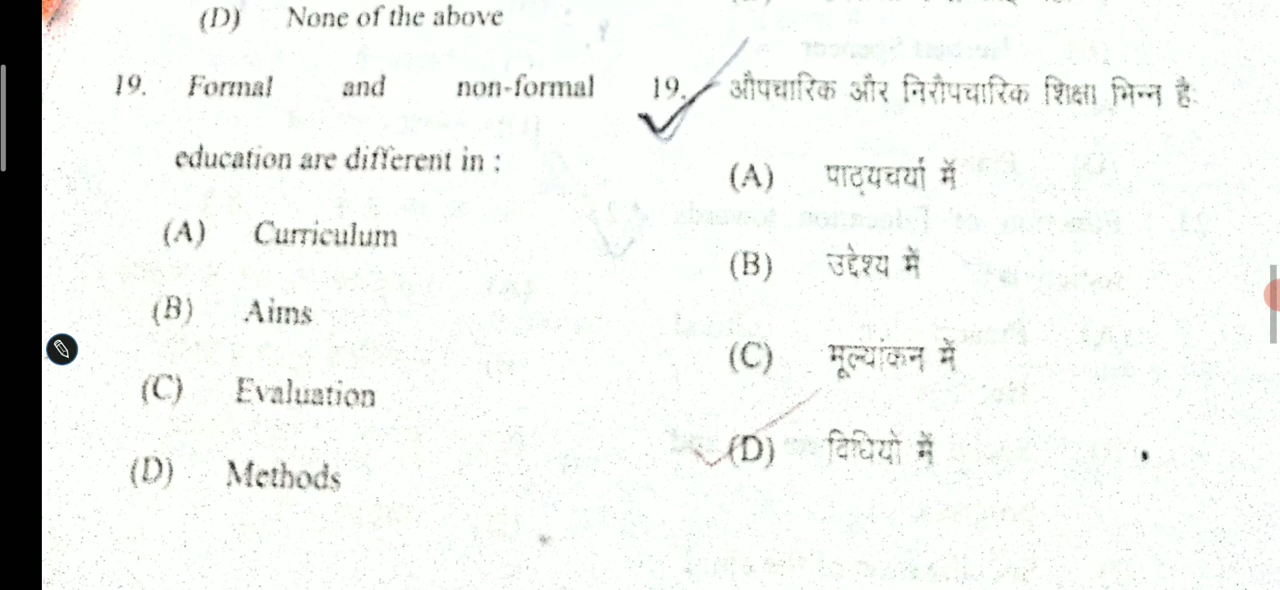 (D) None of the above
19. Formal and non-formal
education are different in :
(A) Curriculum
(B) Aims
(C) Evaluation
(D) Methods
19. औपचारिक और निरौपचारिक शिक्षा भिन्न है:
(A) पाठ्यचर्या में
(B) उद्देश्य में
(C) मूल्यांकन में
(D) विधियों में